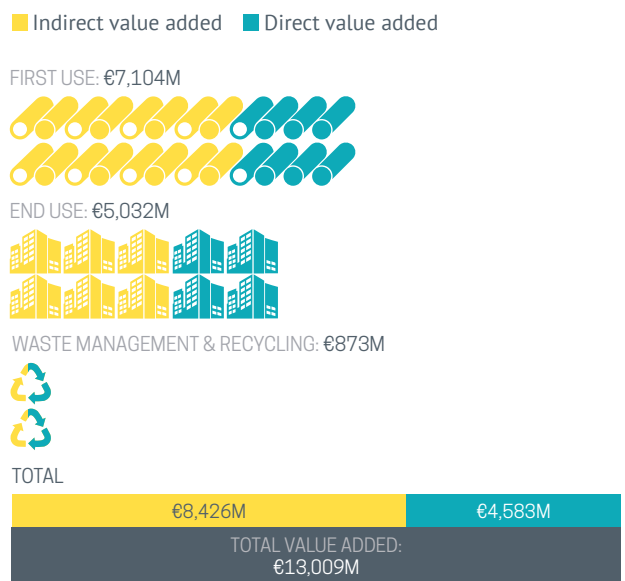 Indirect value added Direct value added
FIRST USE: €7,104M
END USE: €5,032M
WASTE MANAGEMENT & RECYCLING: €873M
TOTAL
€8,426M €4,583M
TOTAL VALUE ADDED:
€13,009M